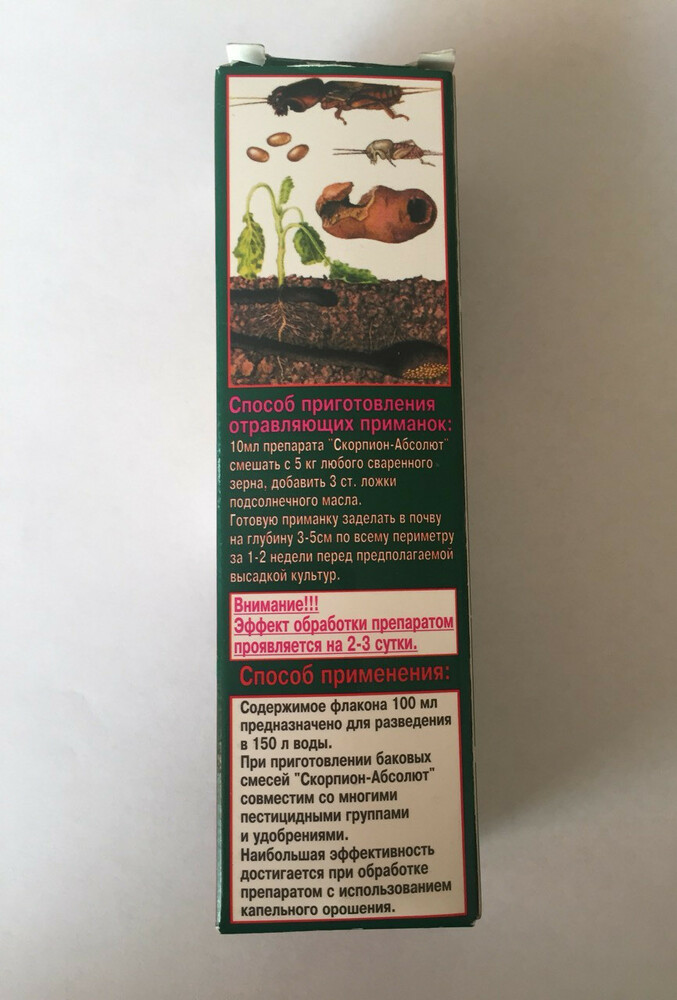 Способ приготовления
отравляющих приманок:
10мл препарата "Скорпион-Абсолют"
смешать с 5 кг любого сваренного
зерна, добавить 3 ст. ложки
подсолнечного масла.
Готовую приманку заделать в почву
на глубину 3-5см по всему периметру
за 1-2 недели перед предполагаемой
высадкой культур.
Внимание!!!
Эффект обработки препаратом
проявляется на 2-3 сутки.
Способ применения:
Содержимое флакона 100 мл
предназначено для разведения
в 150 л воды.
При приготовлении баковых
смесей "Скорпион-Абсолют"
совместим со многими
пестицидными группами
и удобрениями.
Наибольшая эффективность
достигается при обработке
препаратом с использованием
капельного орошения.